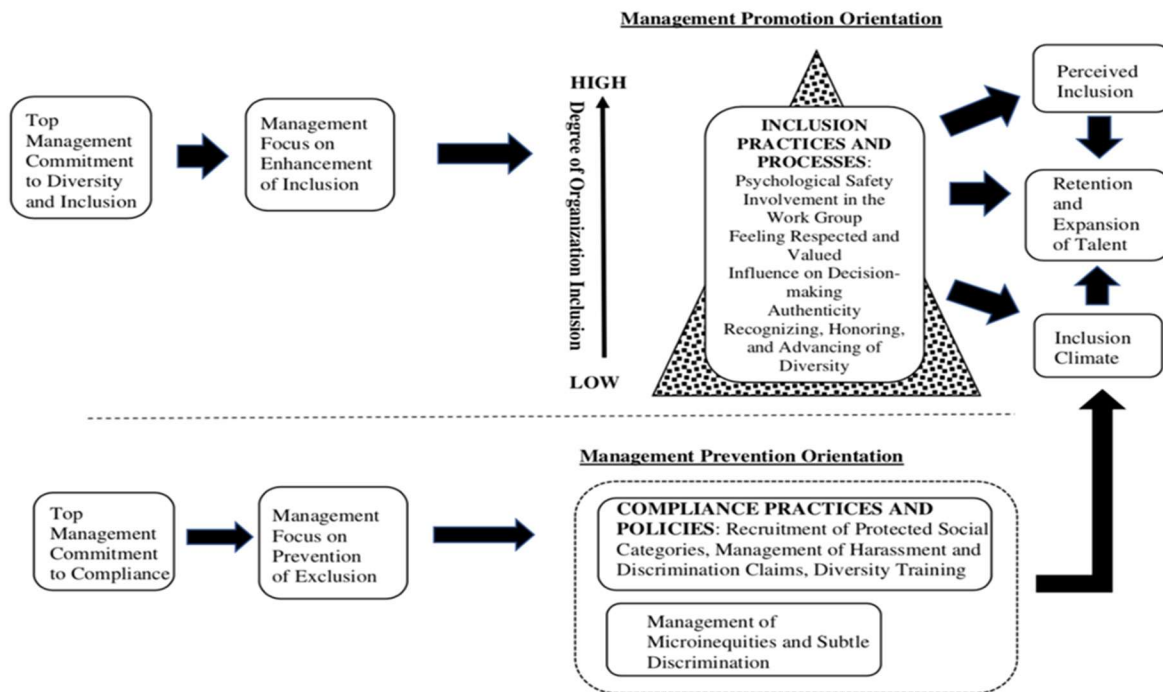 Management Promotion Orientation
Top
Management
Commitment
to Diversity
and Inclusion
Management
Focus on
Enhancement
of Inclusion
HIGH
Degree of Organization Inclusion
LOW
INCLUSION
PRACTICES AND
PROCESSES:
Psychological Safety
Involvement in the
Work Group
Feeling Respected and
Valued
Influence on Decision-
making
Authenticity
Recognizing, Honoring,
and Advancing of
Diversity
Perceived
Inclusion
Retention
and
Expansion
of Talent
Inclusion
Climate
Management Prevention Orientation
Top
Management
Commitment
to Compliance
Management
Focus on
Prevention
of Exclusion
COMPLIANCE PRACTICES AND
POLICIES: Recruitment of Protected Social
Categories, Management of Harassment and
Discrimination Claims, Diversity Training
Management of
Microinequities and Subtle
Discrimination